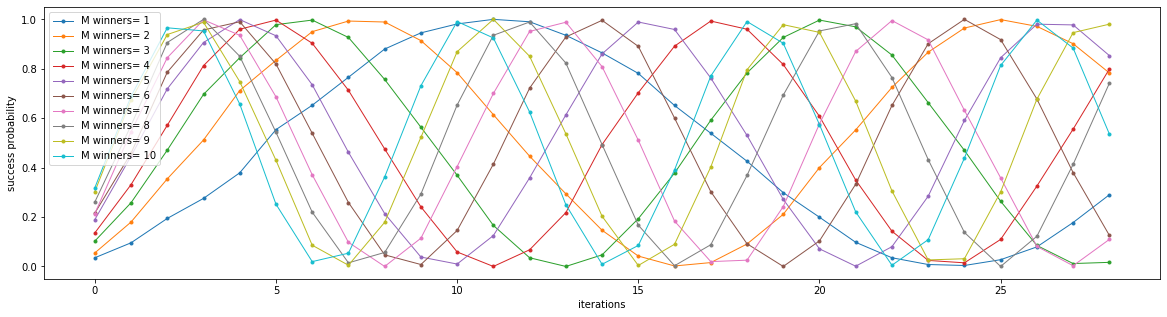 1.0
0.8
0.6
0.4
0.2
0.0
success probability
M winners= 1
M winners= 2
M winners= 3
M winners= 4
M winners= 5
M winners= 6
M winners= 7
M winners= 8
M winners= 9
M winners= 10
0 5 10 15 20 25
iterations